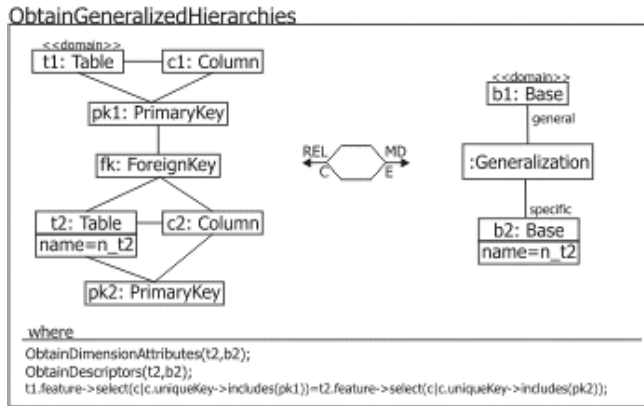 ObtainGeneralizedHierarchies
<<domain>>
t1: Table
c1: Column
pk1: PrimaryKey
fk: ForeignKey
t2: Table
name=n_t2
c2: Column
pk2: PrimaryKey
REL
MD
C
E
<<domain>>
b1: Base
general
:Generalization
specific
b2: Base
name=n_t2
where
ObtainDimensionAttributes(t2,b2);
ObtainDescriptors(t2,b2);
t1.feature->select(c|c.uniqueKey->includes(pk1))=t2.feature->select(c|c.uniqueKey->includes(pk2));